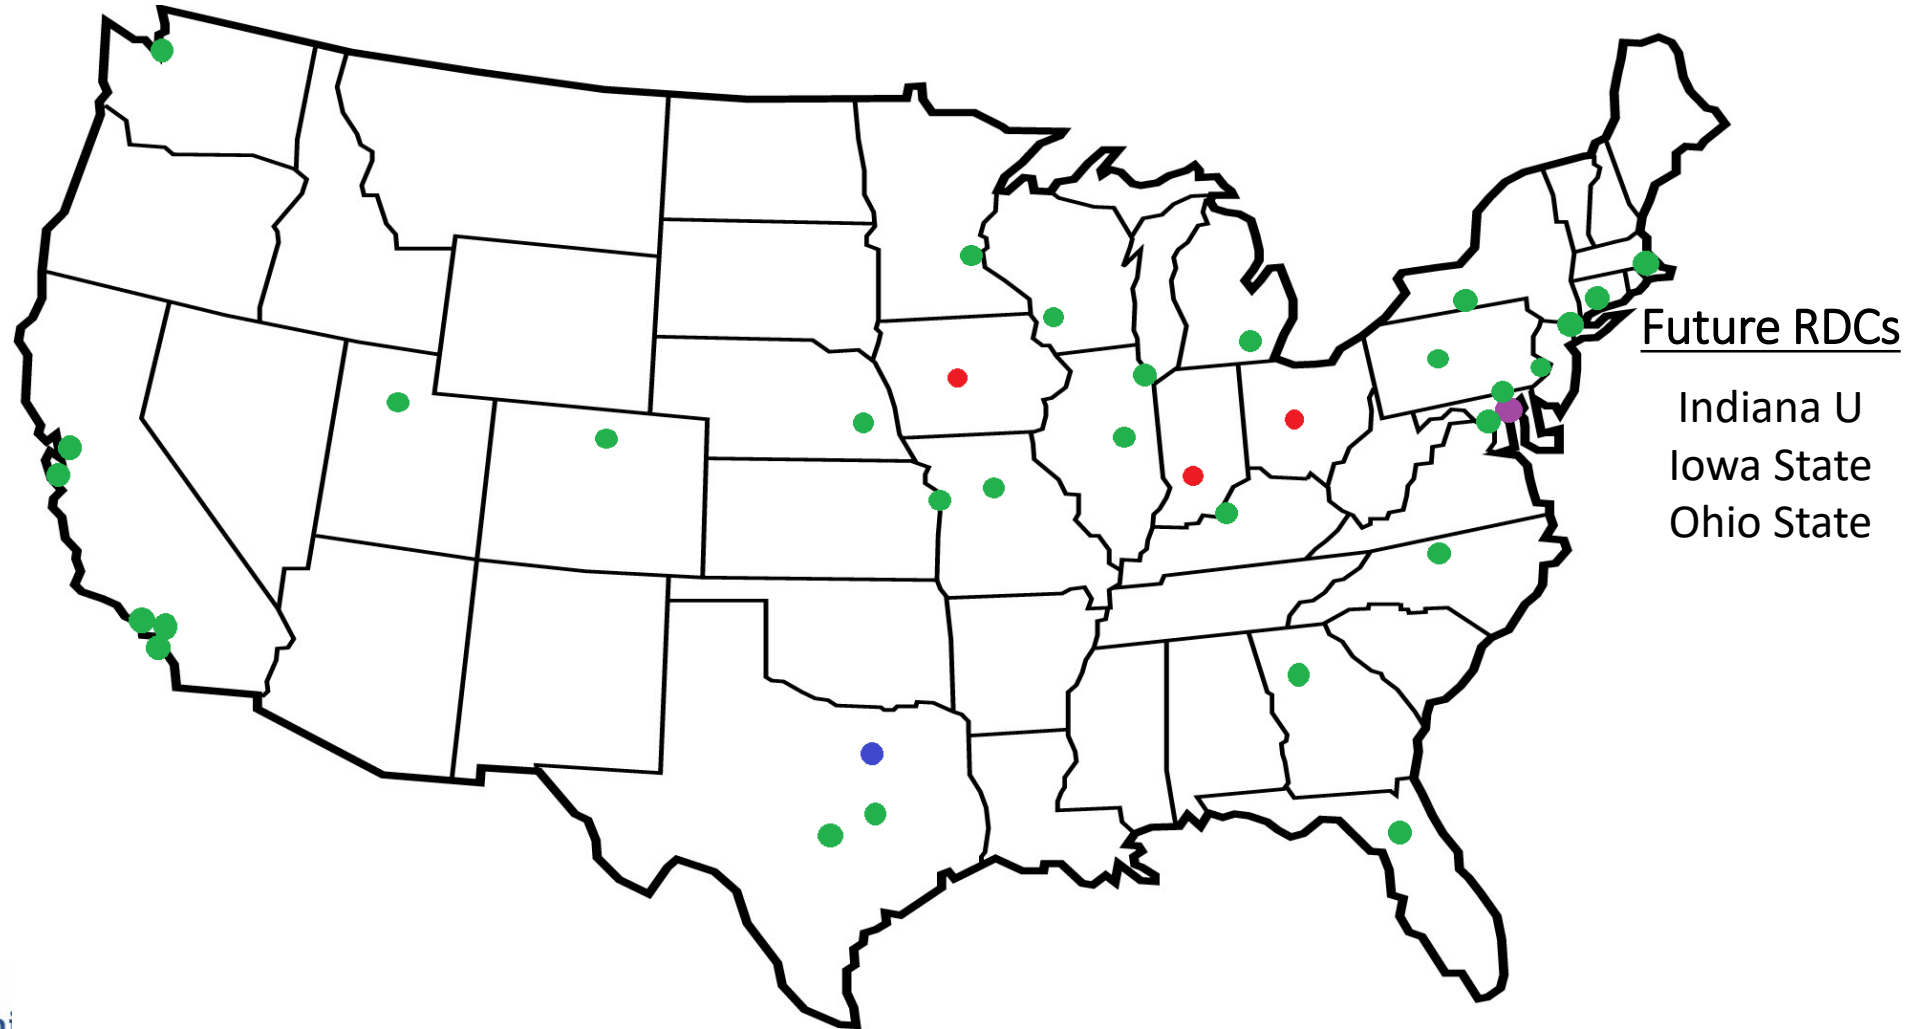 Future RDCs
Indiana U
Iowa State
Ohio State